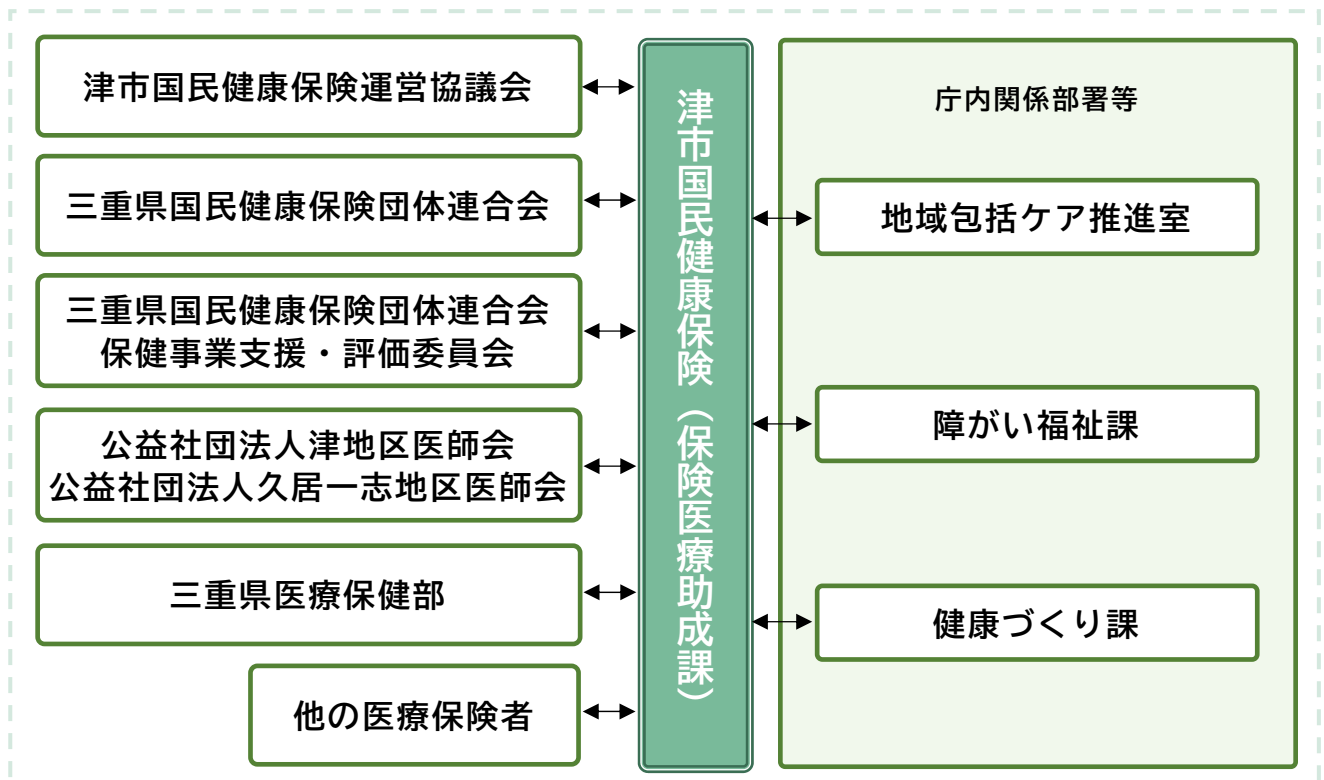 津市国民健康保険運営協議会
三重県国民健康保険団体連合会
三重県国民健康保険団体連合会
保健事業支援・評価委員会
公益社団法人津地区医師会
公益社団法人久居一志地区医師会
三重県医療保健部
他の医療保険者
津市国民健康保険（保険医療助成課）
庁内関係部署等
地域包括ケア推進室
障がい福祉課
健康づくり課